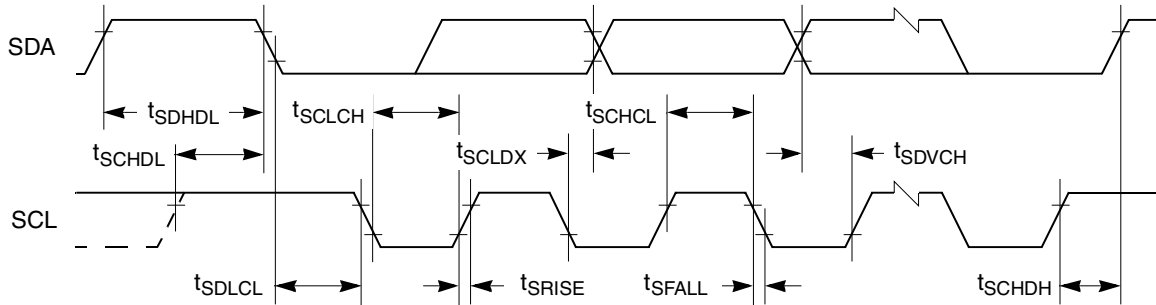 SDA
tSDHDL
tSCLCH
tSCHCL
tSCHDL
tSCLDX
tSDVCH
SCL
tSDLCL
tSRISE
tSFALL
tSCHDH